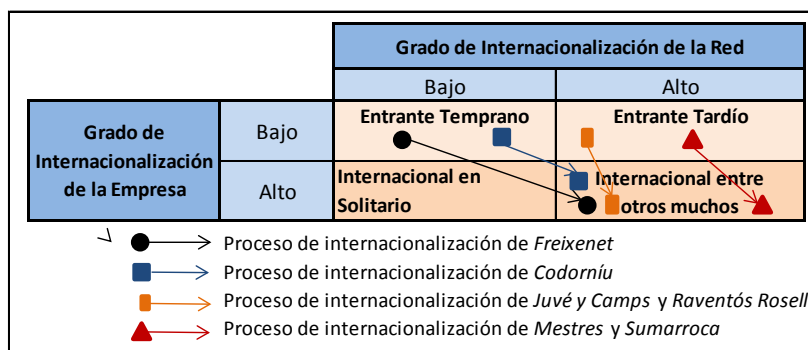 Grado de Internacionalización de la Red
Bajo Alto
Grado de Internacionalización de la Empresa
Bajo
Entrante Temprano
Entrante Tardío
Alto
Internacional en Solitario
Internacional entre otros muchos
Proceso de internacionalización de Freixenet
Proceso de internacionalización de Codorníu
Proceso de internacionalización de Juvé y Camps y Raventós Rosell
Proceso de internacionalización de Mestres y Sumarroca